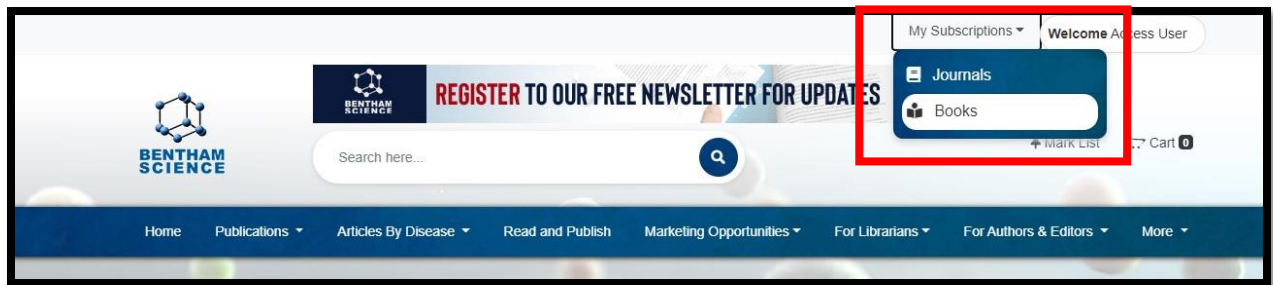 My Subscriptions
Welcome Access User
Journals
Books
BENTHAM
SCIENCE
REGISTER TO OUR FREE NEWSLETTER FOR UPDATES
BENTHAM
SCIENCE
Search here...
Mark List
Cart 0
Home Publications Articles By Disease Read and Publish Marketing Opportunities For Librarians For Authors & Editors More